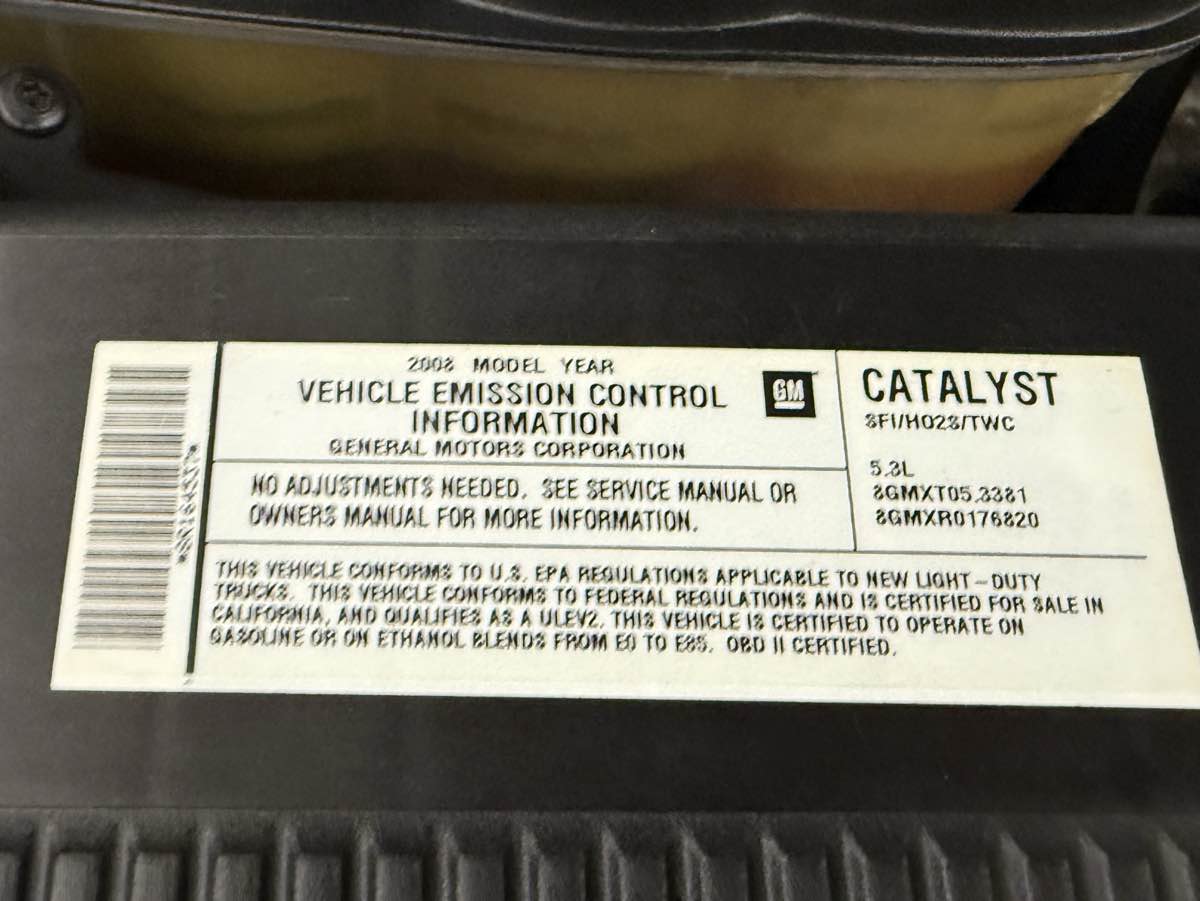 2008 MODEL YEAR
VEHICLE EMISSION CONTROL
INFORMATION
GENERAL MOTORS CORPORATION
GM
CATALYST
SFI/HO2S/TWC
5.3L
8GMXT05.3381
8GMXR0176820
NO ADJUSTMENTS NEEDED. SEE SERVICE MANUAL OR
OWNERS MANUAL FOR MORE INFORMATION.
THIS VEHICLE CONFORMS TO U.S. EPA REGULATIONS APPLICABLE TO NEW LIGHT-DUTY
TRUCKS. THIS VEHICLE CONFORMS TO FEDERAL REGULATIONS AND IS CERTIFIED FOR SALE IN
CALIFORNIA, AND QUALIFIES AS A ULEV2. THIS VEHICLE IS CERTIFIED TO OPERATE ON
GASOLINE OR ON ETHANOL BLENDS FROM E0 TO E85. OBD II CERTIFIED.